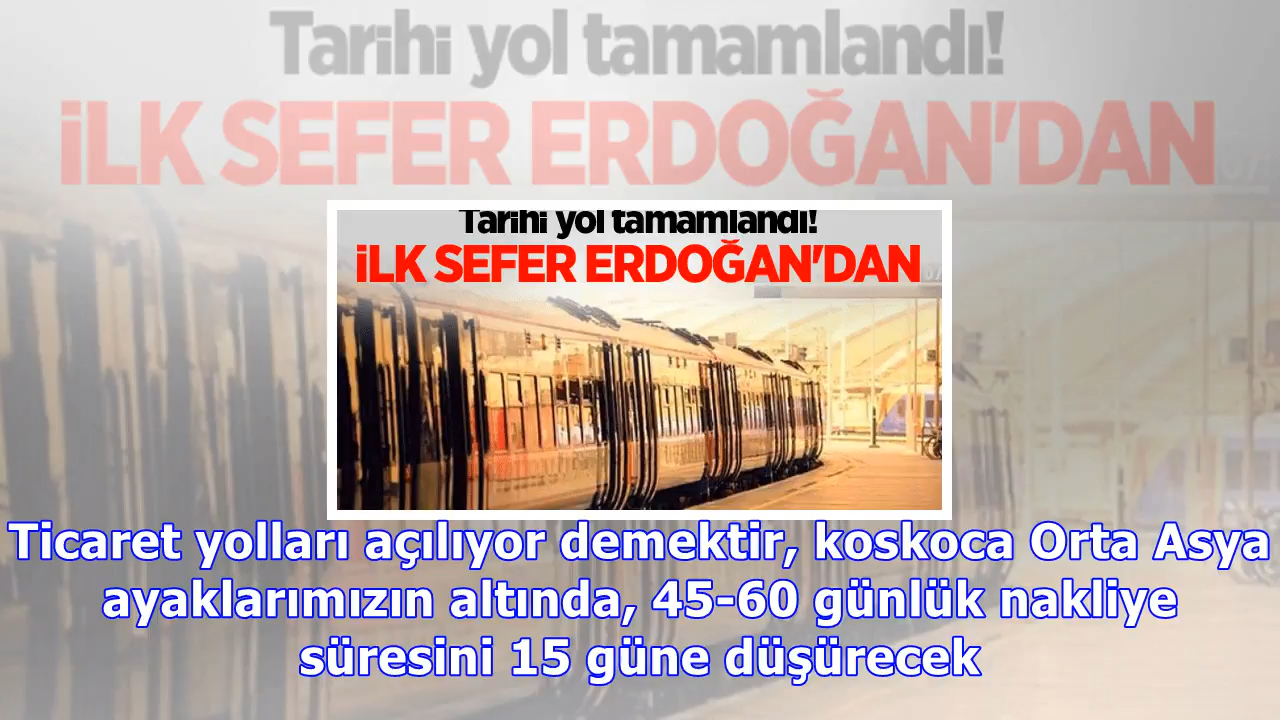 Tarihi yol tamamlandı!
İLK SEFER ERDOĞAN'DAN
Tarihi yol tamamlandı!
İLK SEFER ERDOĞAN'DAN
Ticaret yolları açılıyor demektir, koskoca Orta Asya
ayaklarımızın altında, 45-60 günlük nakliye
süresini 15 güne düşürecek